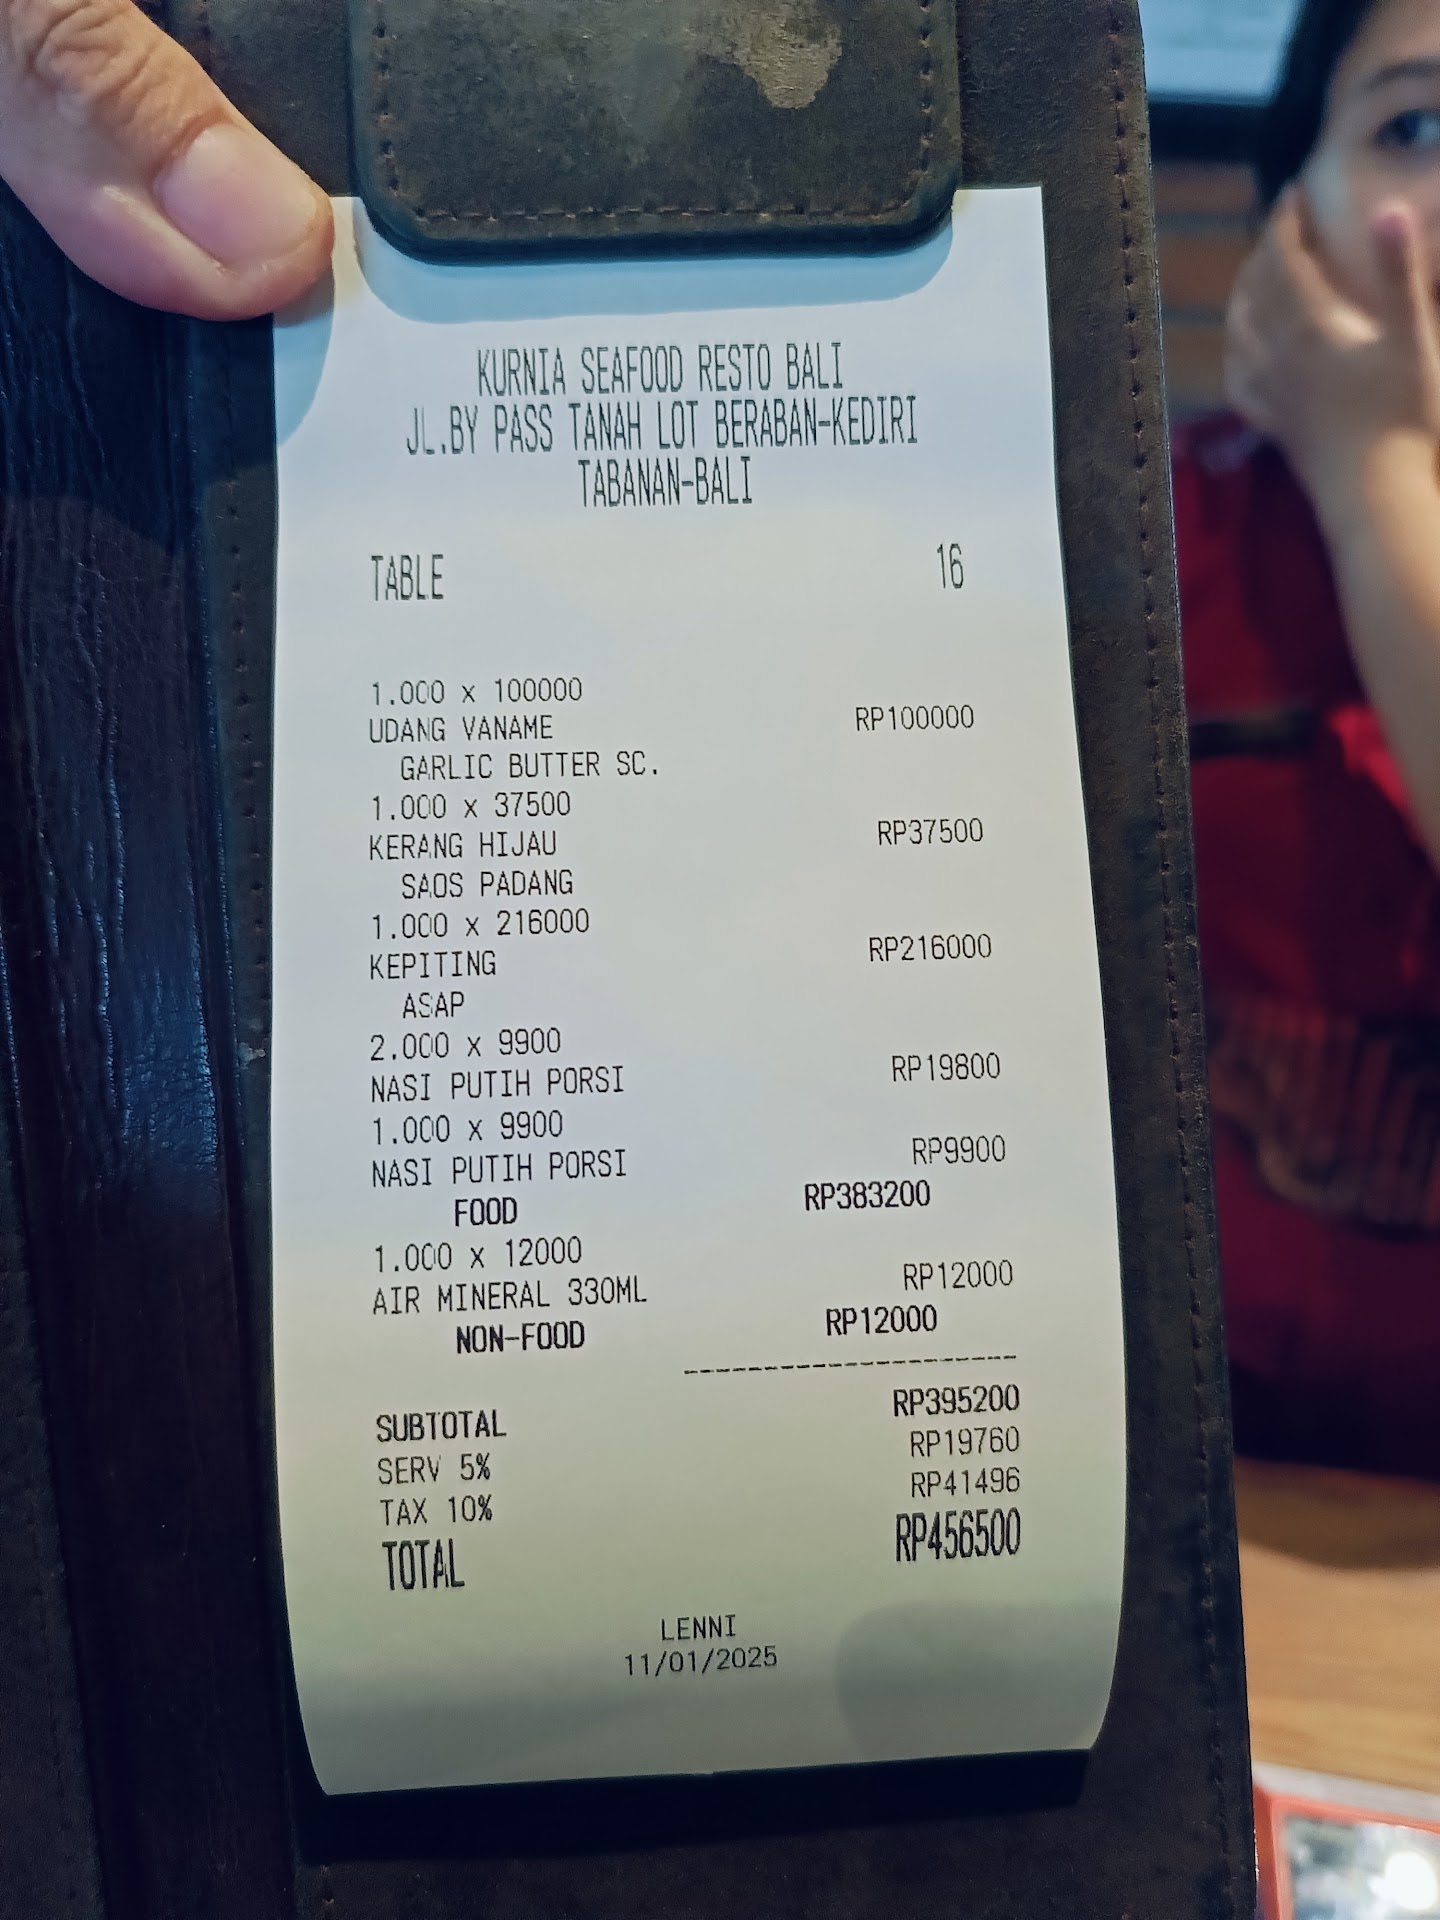 KURNIA SEAFOOD RESTO BALI
JL.BY PASS TANAH LOT BERABAN-KEDIRI
TABANAN-BALI
TABLE 16
1.000 x 100000
UDANG VANAME RP100000
GARLIC BUTTER SC.
1.000 x 37500
KERANG HIJAU RP37500
SAOS PADANG
1.000 x 216000
KEPITING RP216000
ASAP
2.000 x 9900
NASI PUTIH PORSI RP19800
1.000 x 9900
NASI PUTIH PORSI RP9900
FOOD RP383200
1.000 x 12000
AIR MINERAL 330ML RP12000
NON-FOOD RP12000
--------------------
SUBTOTAL RP395200
SERV 5% RP19760
TAX 10% RP41496
TOTAL RP456500
LENNI
11/01/2025